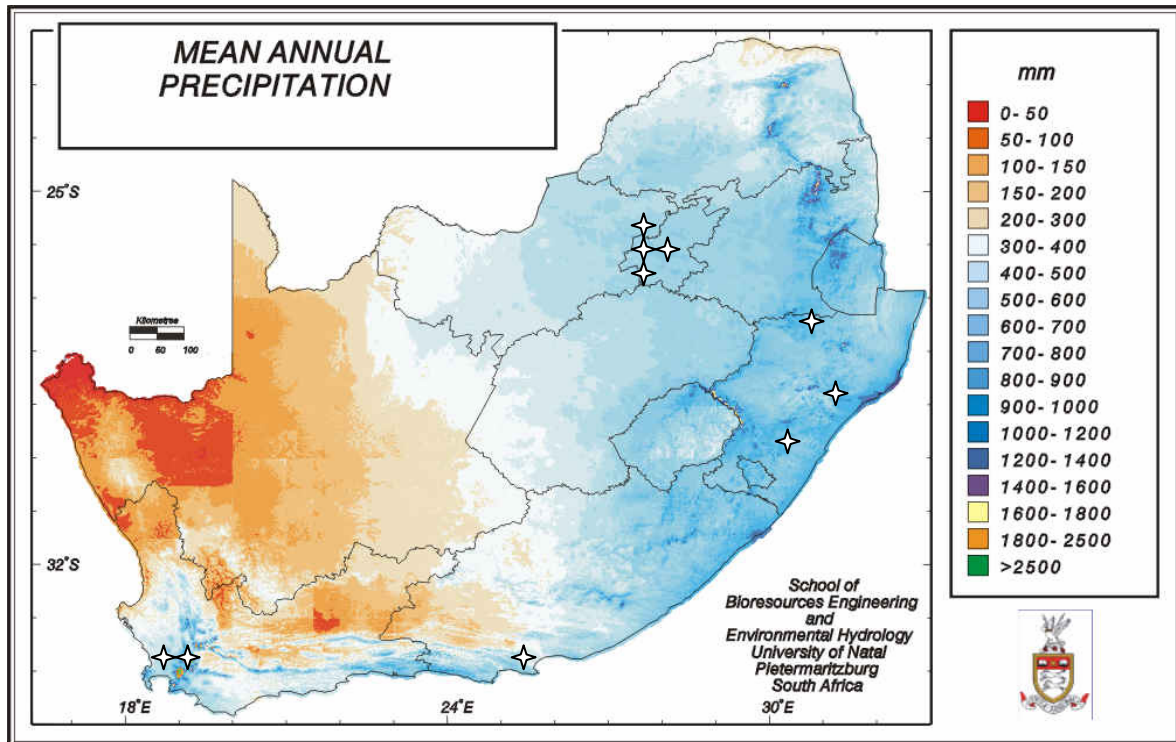 MEAN ANNUAL
PRECIPITATION
25°S
32°S
18°E
24°E
30°E
Kilometres
0 50 100
School of
Bioresources Engineering
and
Environmental Hydrology
University of Natal
Pietermaritzburg
South Africa
mm
0- 50
50- 100
100- 150
150- 200
200- 300
300- 400
400- 500
500- 600
600- 700
700- 800
800- 900
900- 1000
1000- 1200
1200- 1400
1400- 1600
1600- 1800
1800- 2500
>2500